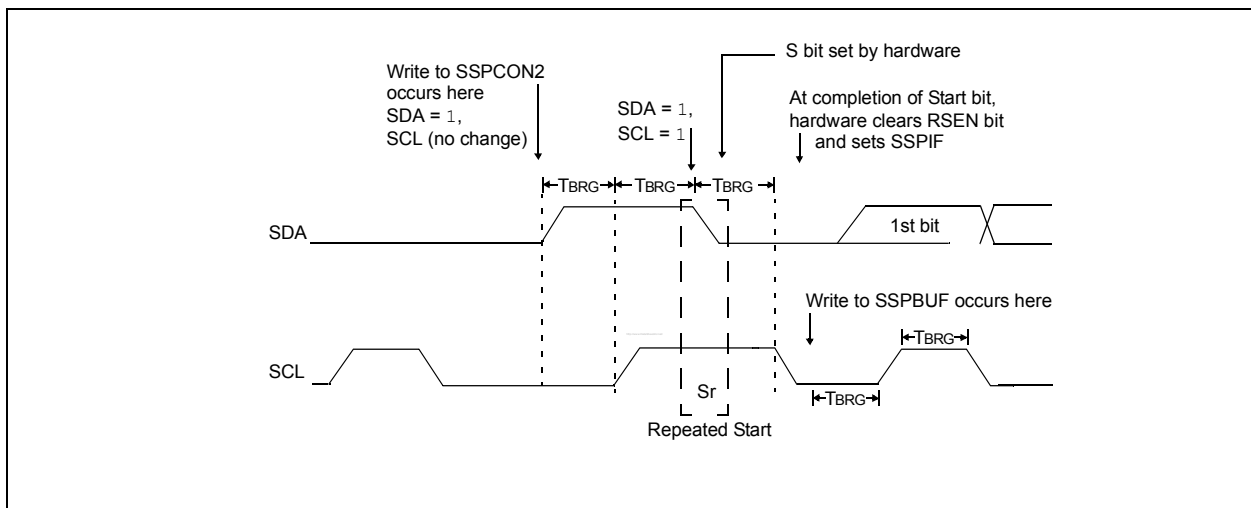 S bit set by hardware
Write to SSPCON2
occurs here
SDA = 1,
SCL (no change)
SDA = 1,
SCL = 1
At completion of Start bit,
hardware clears RSEN bit
and sets SSPIF
TBRG
TBRG
TBRG
SDA
1st bit
Write to SSPBUF occurs here
TBRG
SCL
Sr
TBRG
Repeated Start